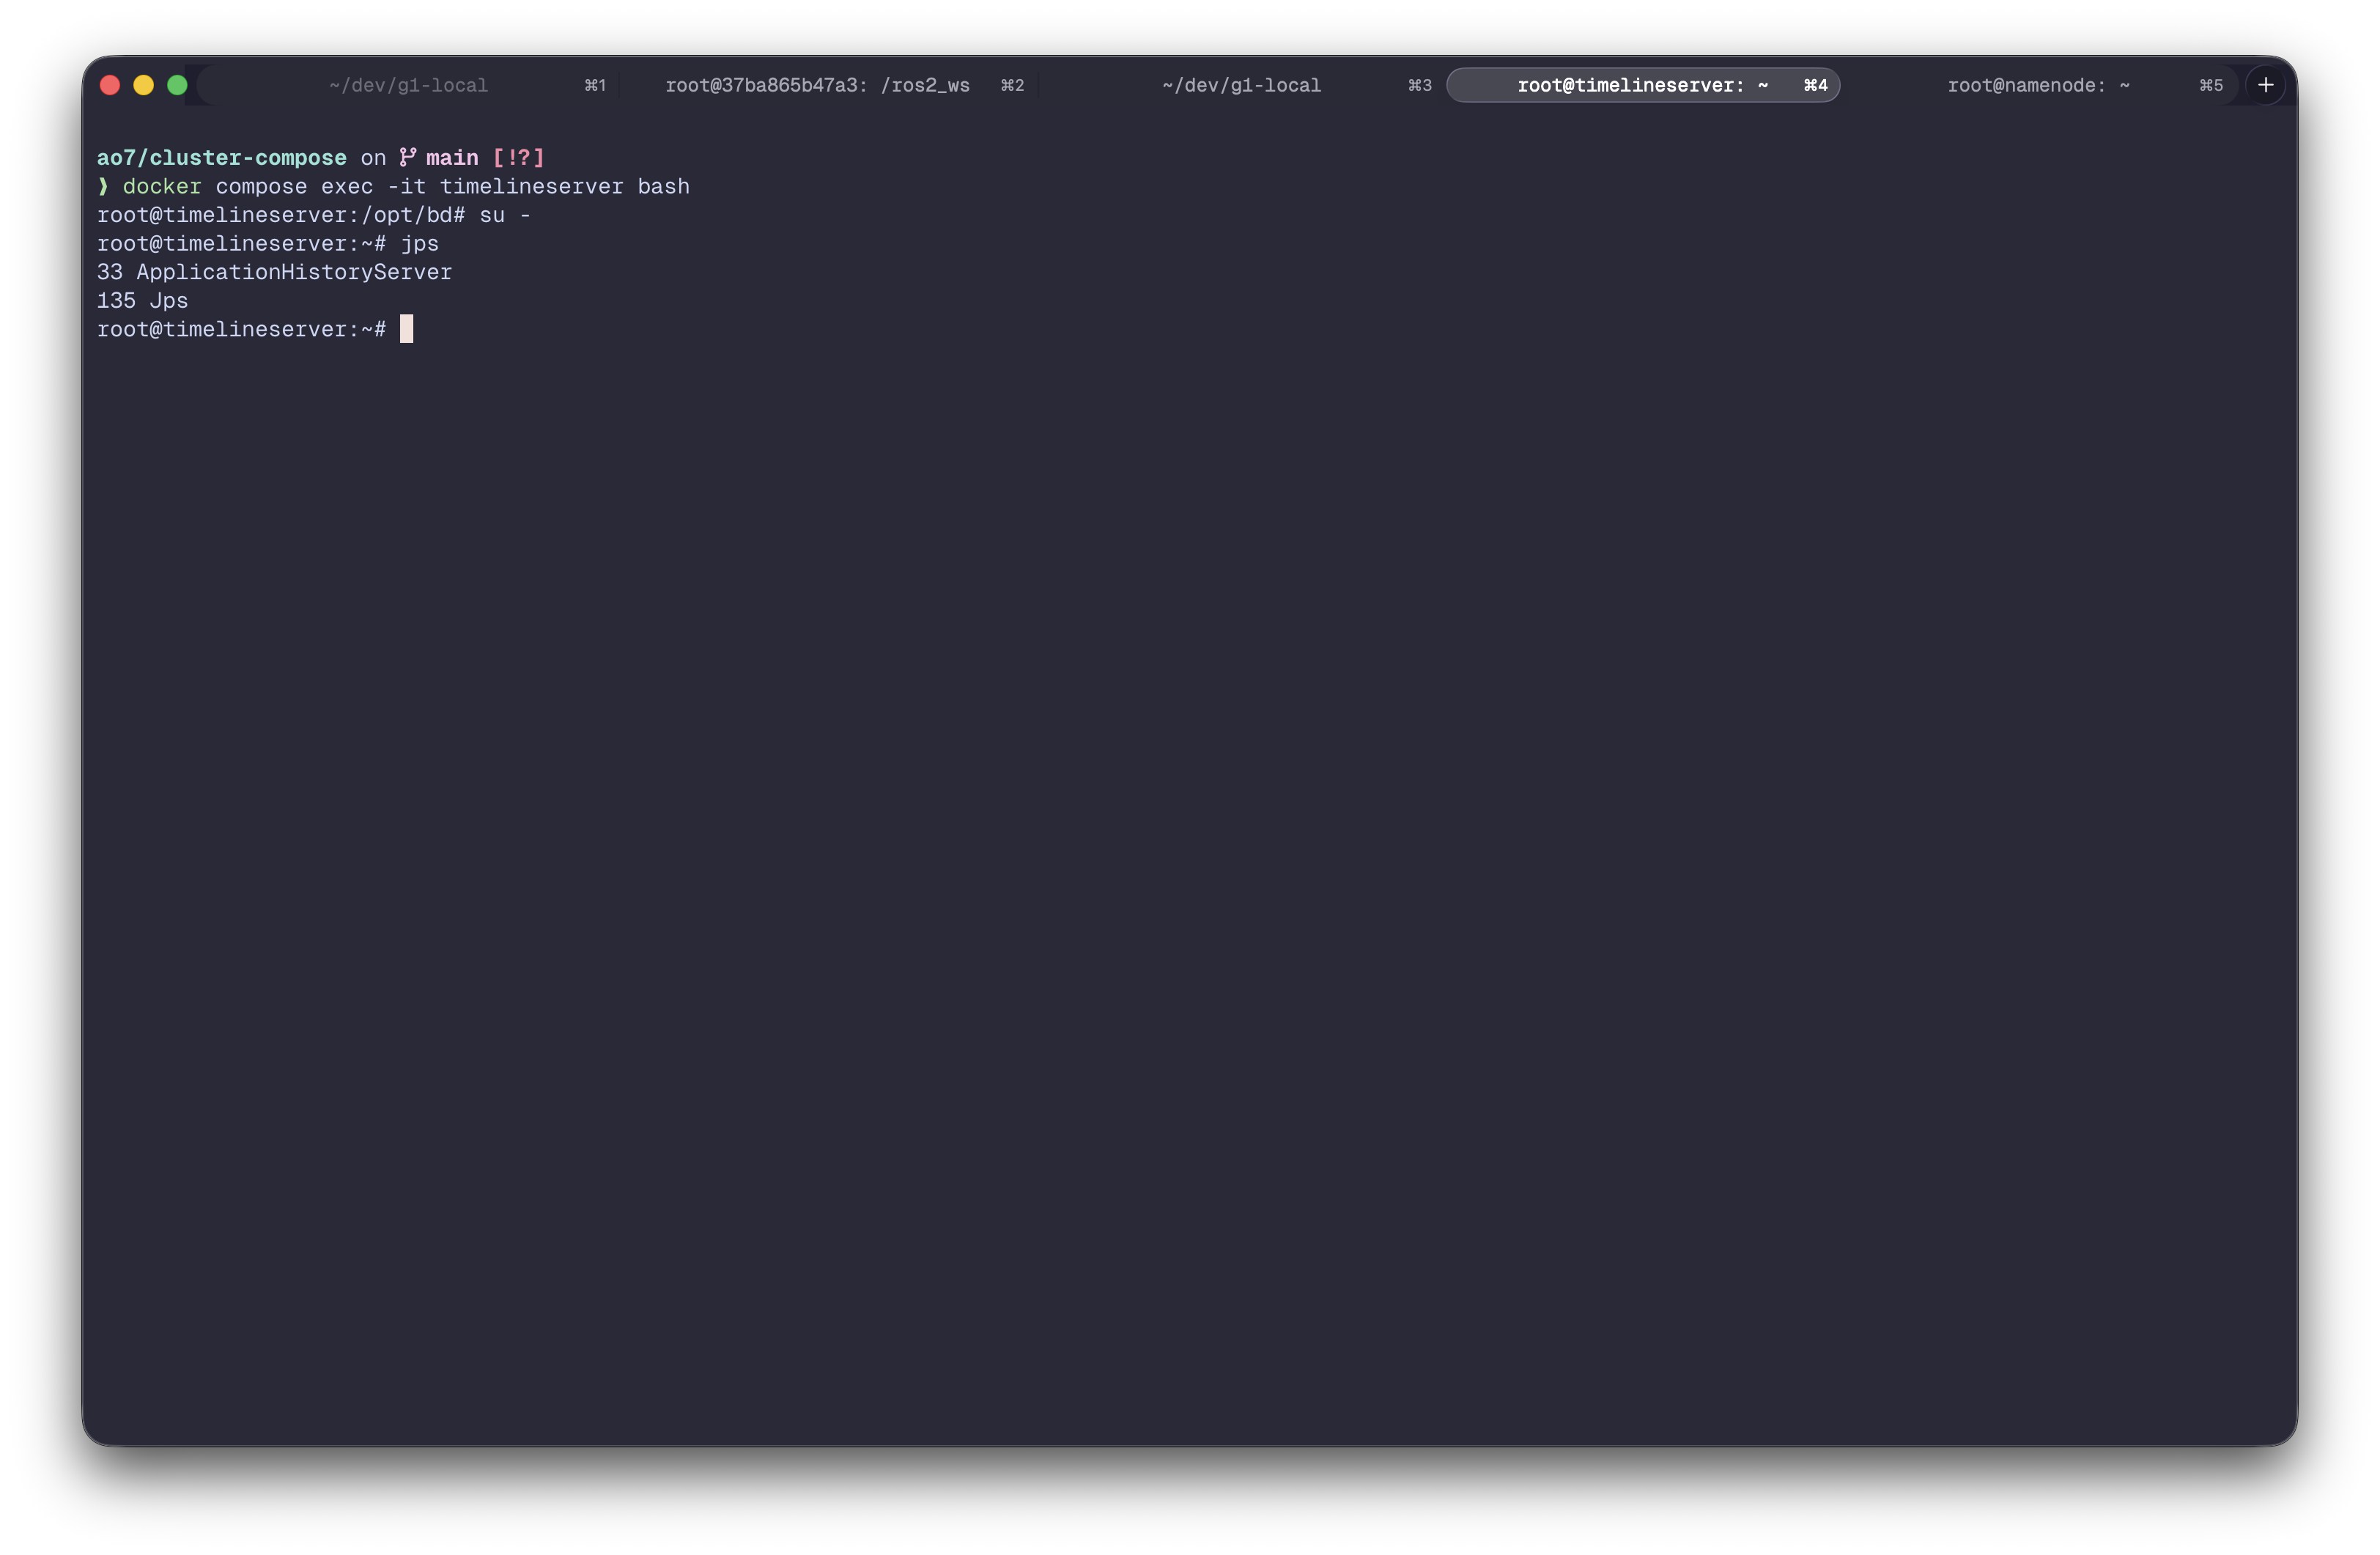 ~/dev/g1-local ⌘1 root@37ba865b47a3: /ros2_ws ⌘2 ~/dev/g1-local ⌘3 root@timelineserver: ~ ⌘4 root@namenode: ~ ⌘5 +
ao7/cluster-compose on main [!?]
❱ docker compose exec -it timelineserver bash
root@timelineserver:/opt/bd# su -
root@timelineserver:~# jps
33 ApplicationHistoryServer
135 Jps
root@timelineserver:~#